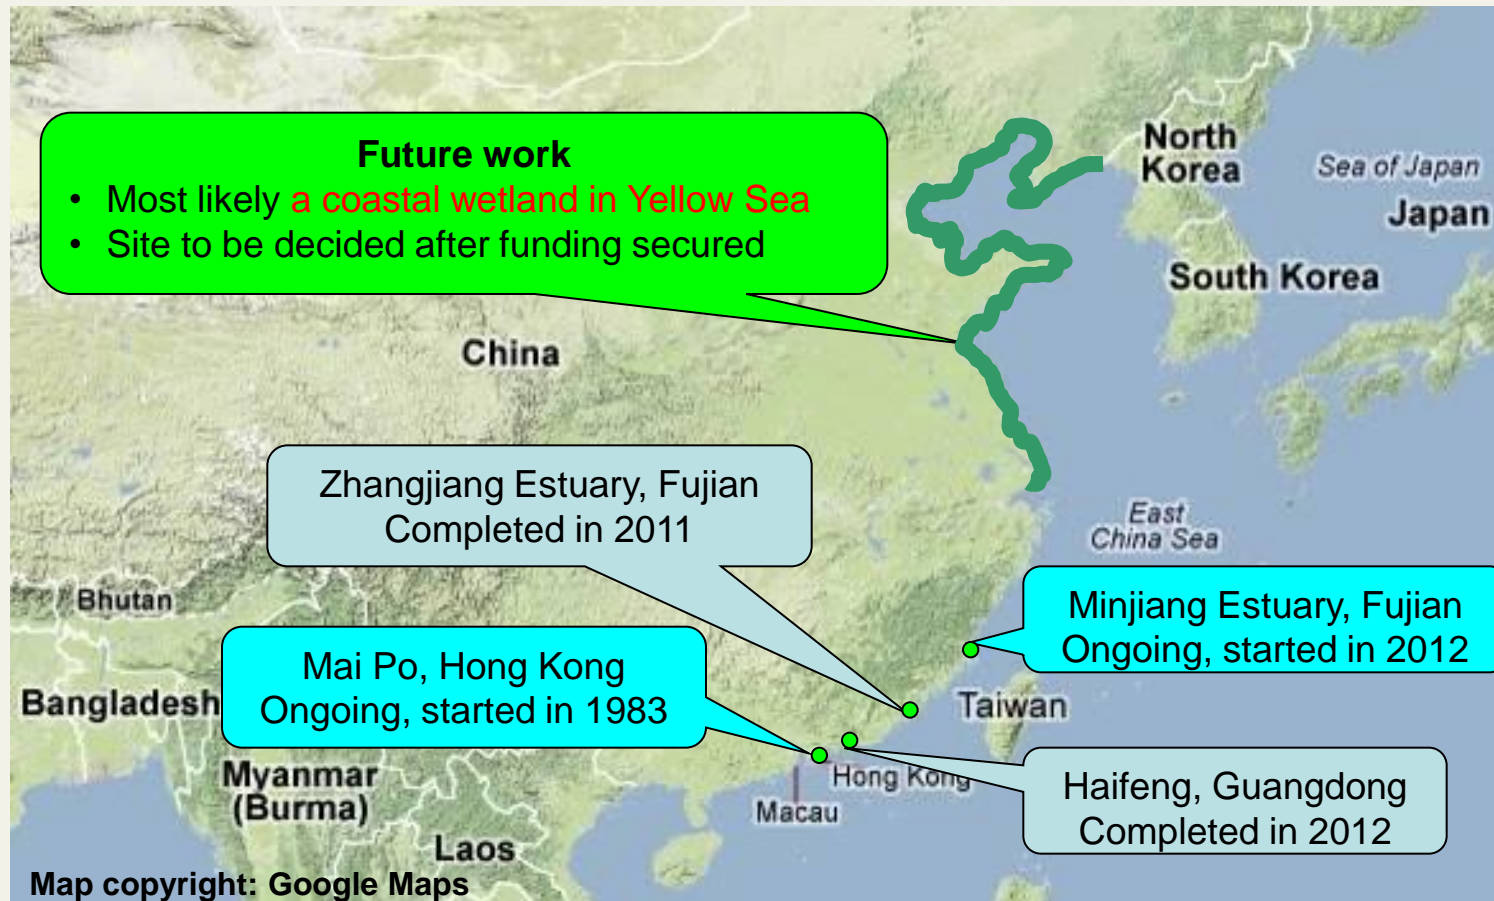 Future work
• Most likely a coastal wetland in Yellow Sea
• Site to be decided after funding secured
North
Korea
Sea of Japan
Japan
South Korea
China
Zhangjiang Estuary, Fujian
Completed in 2011
East
China Sea
Bhutan
Minjiang Estuary, Fujian
Ongoing, started in 2012
Mai Po, Hong Kong
Ongoing, started in 1983
Bangladesh
Taiwan
Myanmar
(Burma)
Hong Kong
Macau
Haifeng, Guangdong
Completed in 2012
Laos
Map copyright: Google Maps